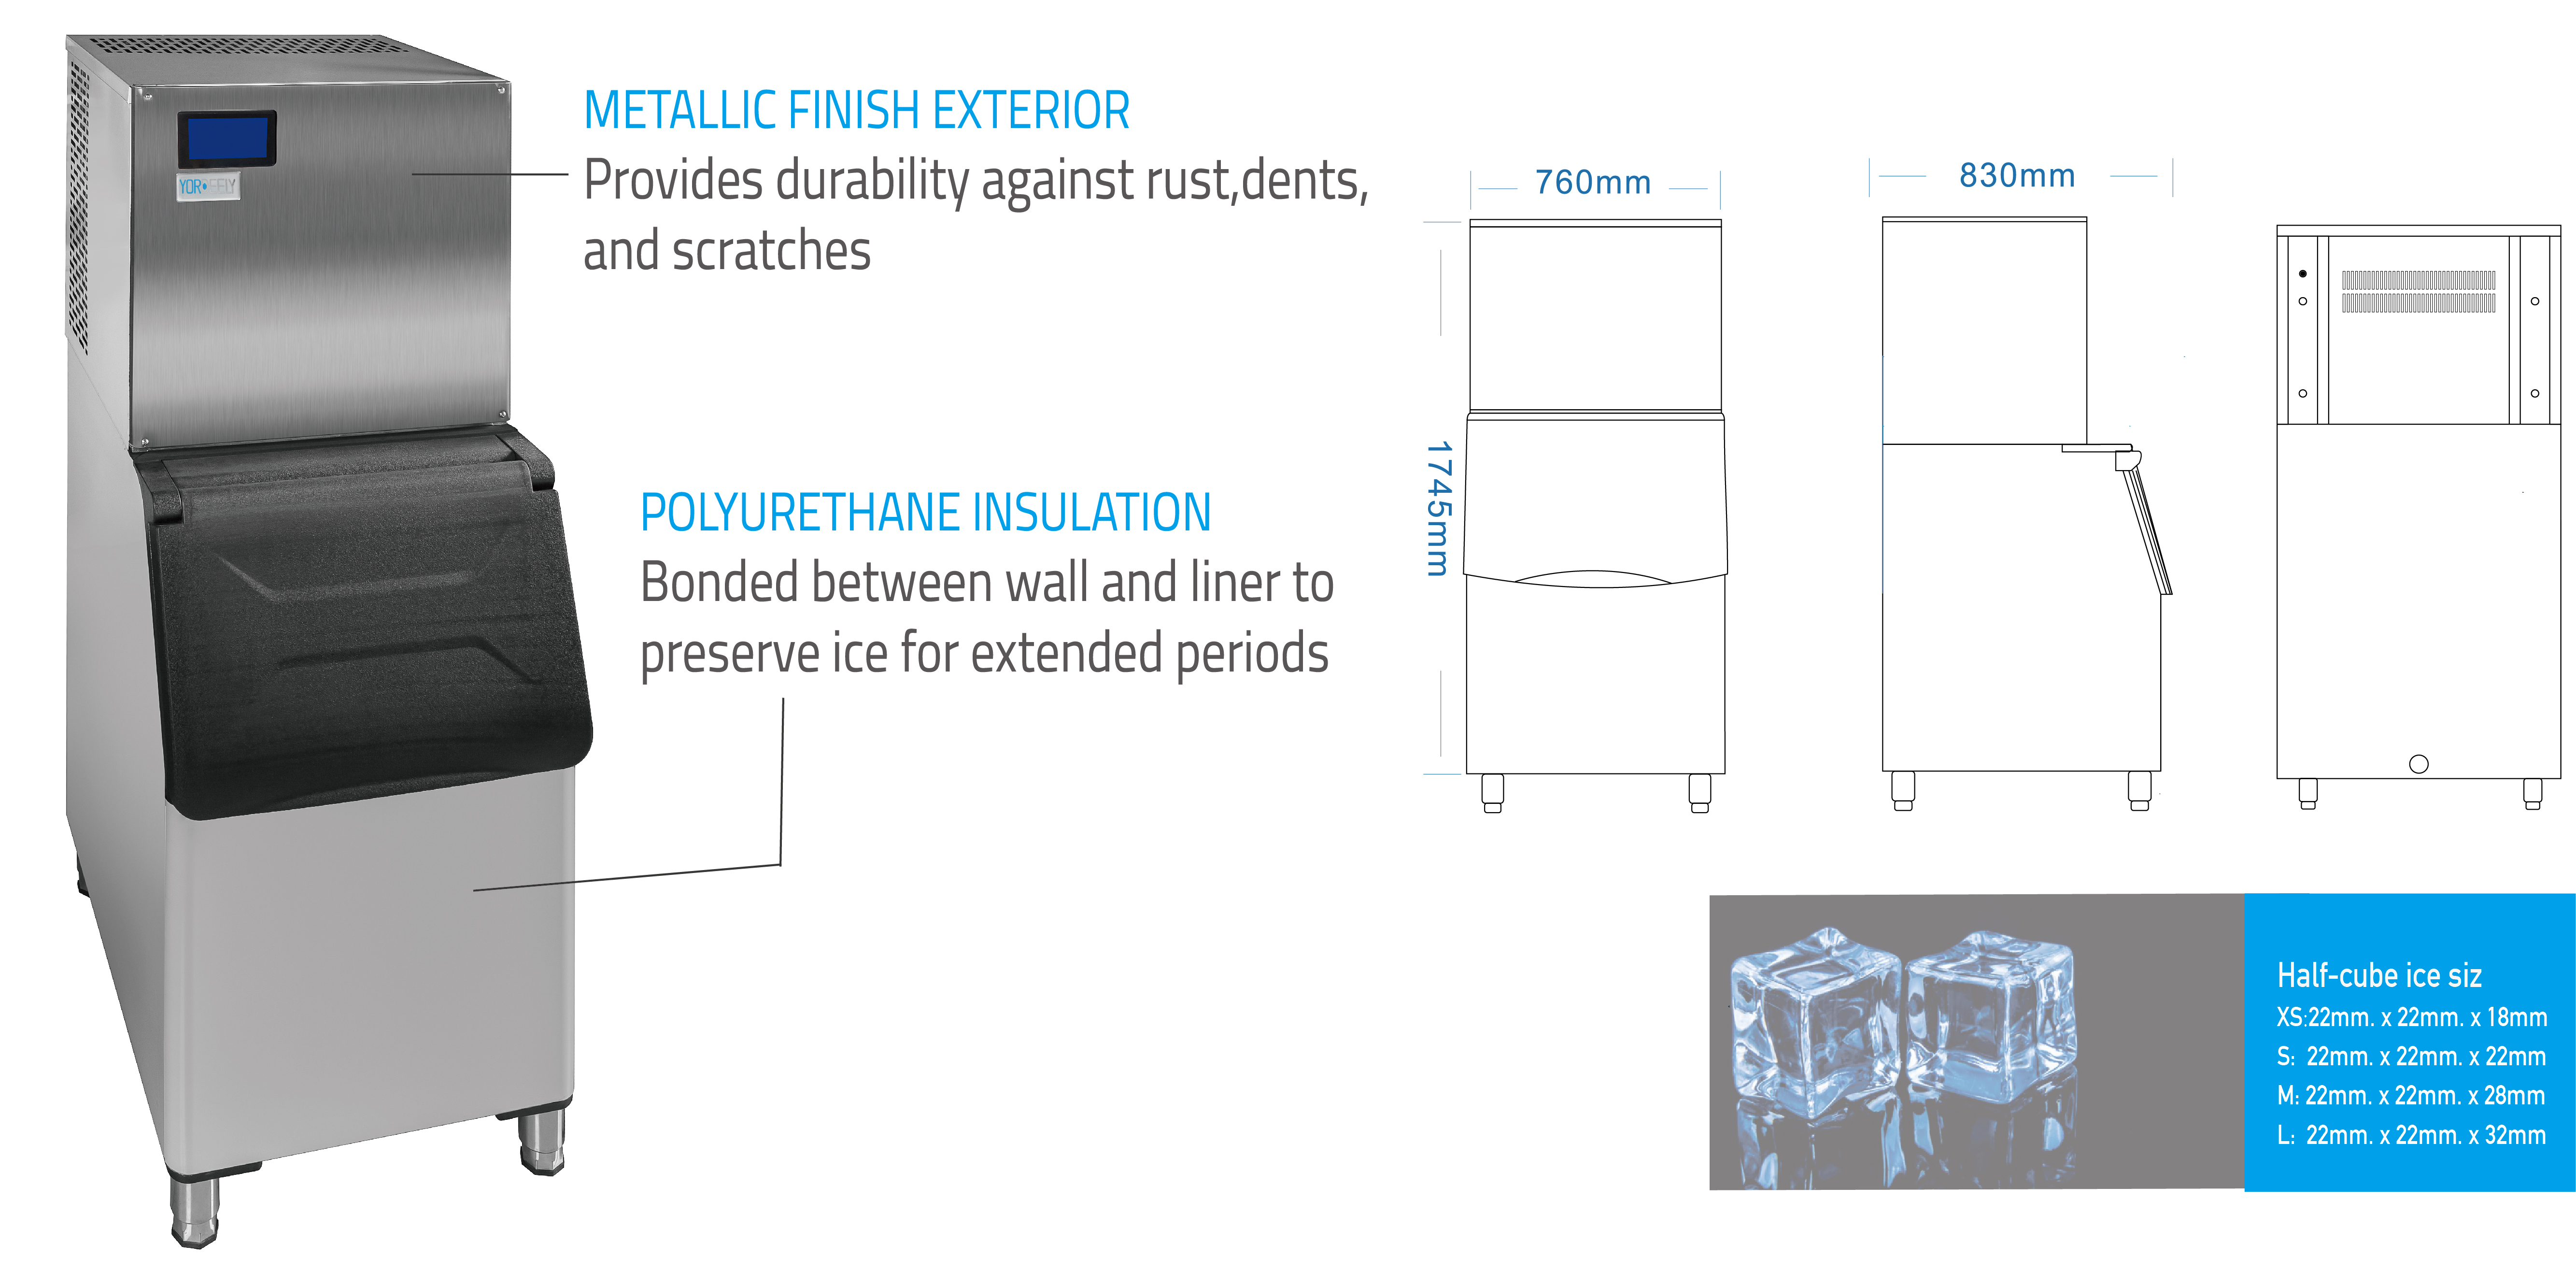 YOR
METALLIC FINISH EXTERIOR
Provides durability against rust,dents,
and scratches
POLYURETHANE INSULATION
Bonded between wall and liner to
preserve ice for extended periods
760mm
830mm
1745mm
Half-cube ice siz
XS:22mm. x 22mm. x 18mm
S: 22mm. x 22mm. x 22mm
M: 22mm. x 22mm. x 28mm
L: 22mm. x 22mm. x 32mm